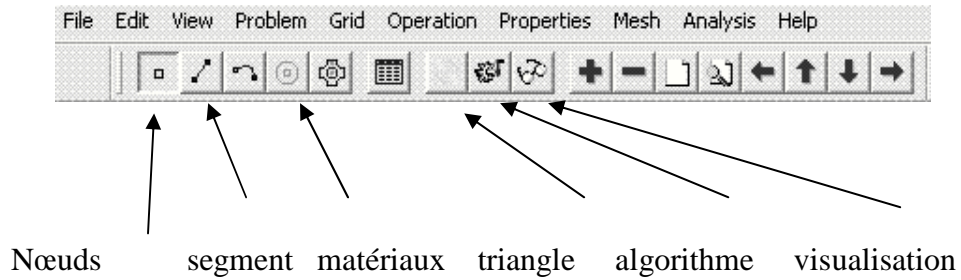 File Edit View Problem Grid Operation Properties Mesh Analysis Help
Nœuds segment matériaux triangle algorithme visualisation